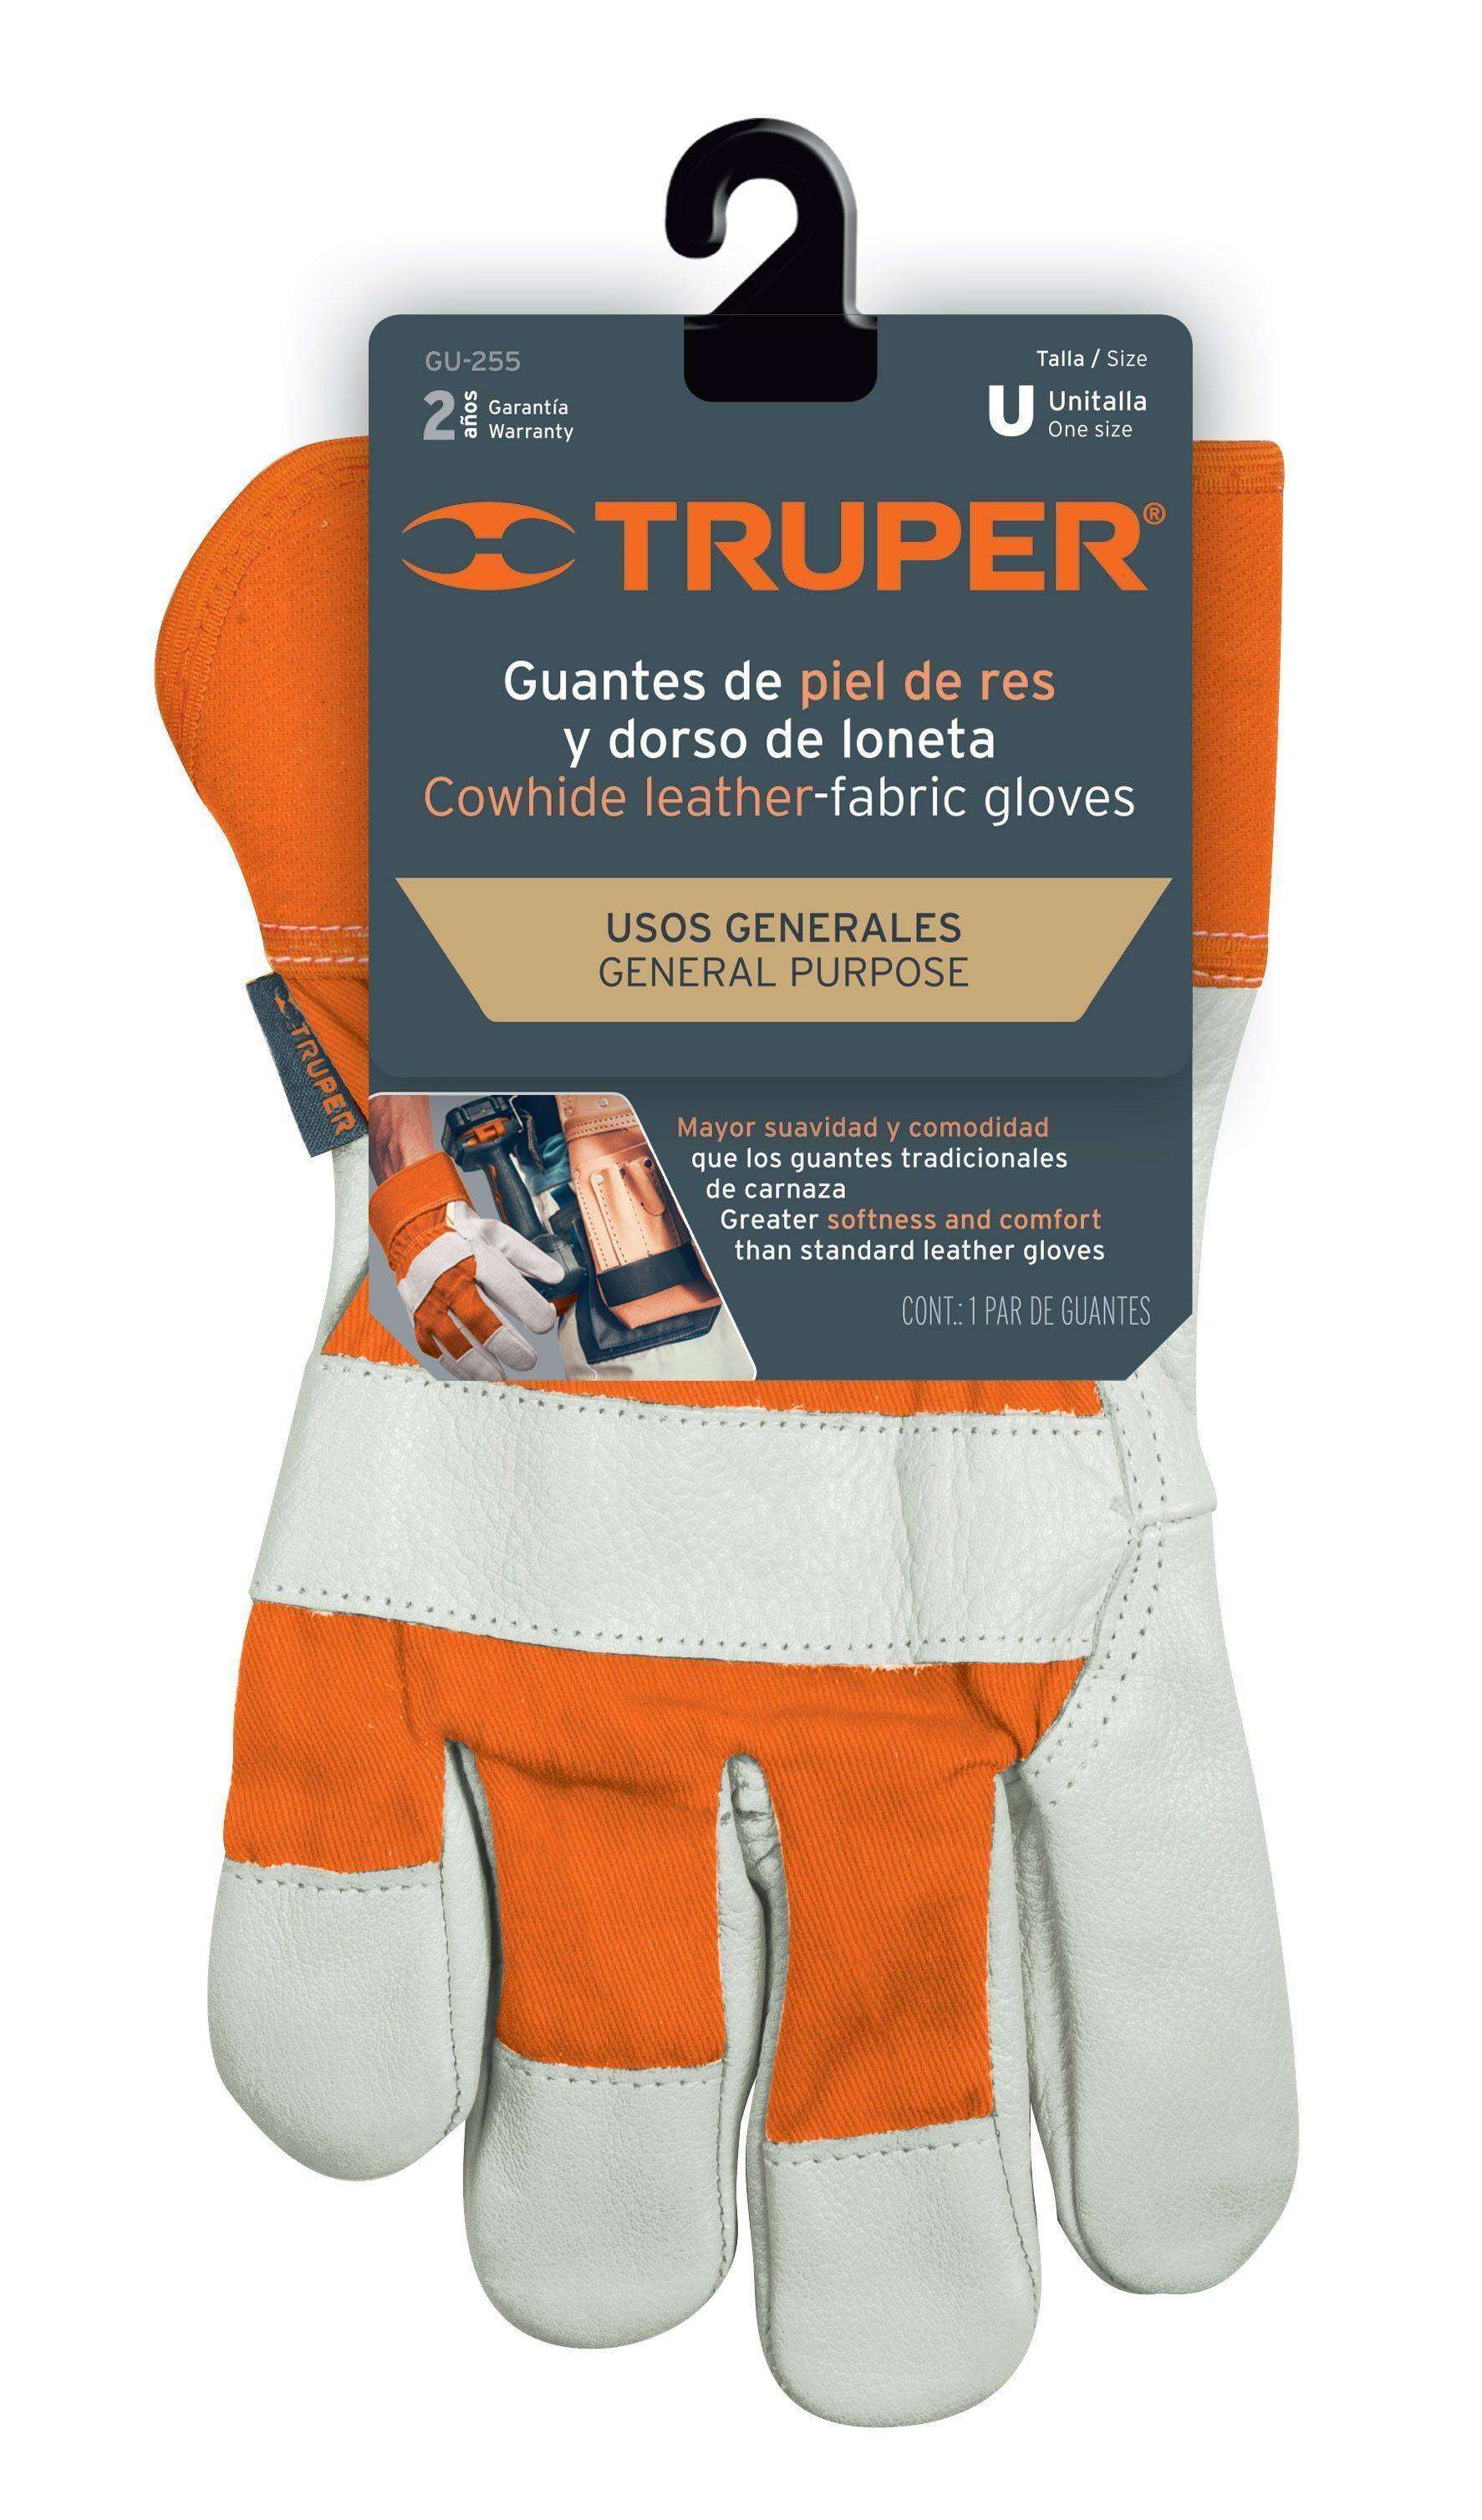 GU-255
2 años Garantía
Warranty
Talla / Size
U Unitalla
One size
TRUPER®
Guantes de piel de res
y dorso de loneta
Cowhide leather-fabric gloves
USOS GENERALES
GENERAL PURPOSE
TRUPER
Mayor suavidad y comodidad
que los guantes tradicionales
de carnaza
Greater softness and comfort
than standard leather gloves
CONT.: 1 PAR DE GUANTES